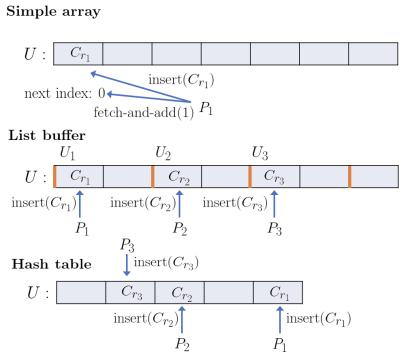 Simple array
U : C_{r_1}
insert(C_{r_1})
next index: 0
fetch-and-add(1) P_1
List buffer
U_1 U_2 U_3
U : C_{r_1} C_{r_2} C_{r_3}
insert(C_{r_1}) insert(C_{r_2}) insert(C_{r_3})
P_1 P_2 P_3
P_3
Hash table insert(C_{r_3})
U : C_{r_3} C_{r_2} C_{r_1}
insert(C_{r_2}) insert(C_{r_1})
P_2 P_1